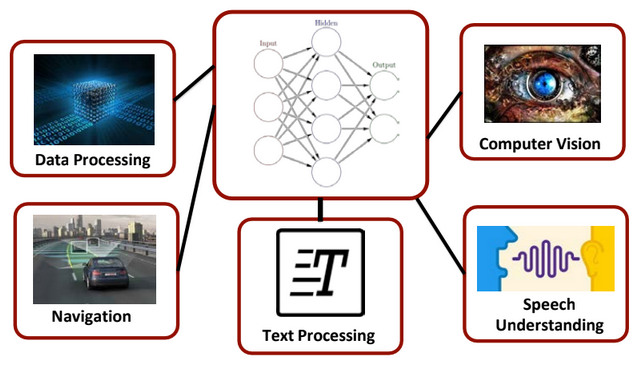 Hidden
Input
Output
Data Processing
Computer Vision
Navigation
T
Text Processing
Speech
Understanding